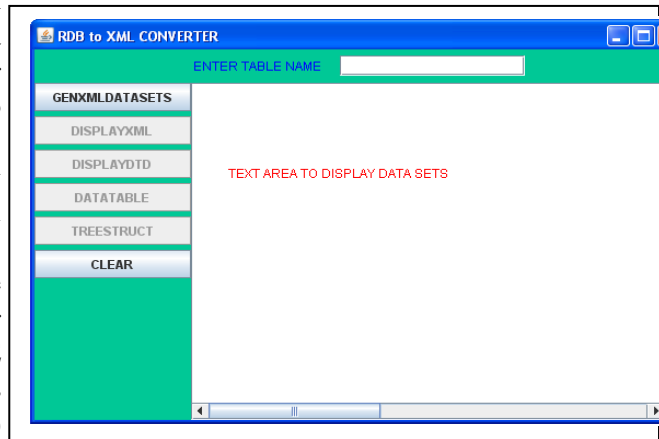 RDB to XML CONVERTER
ENTER TABLE NAME
GENXMLDATASETS
DISPLAYXML
DISPLAYDTD
DATATABLE
TREESTRUCT
CLEAR
TEXT AREA TO DISPLAY DATA SETS